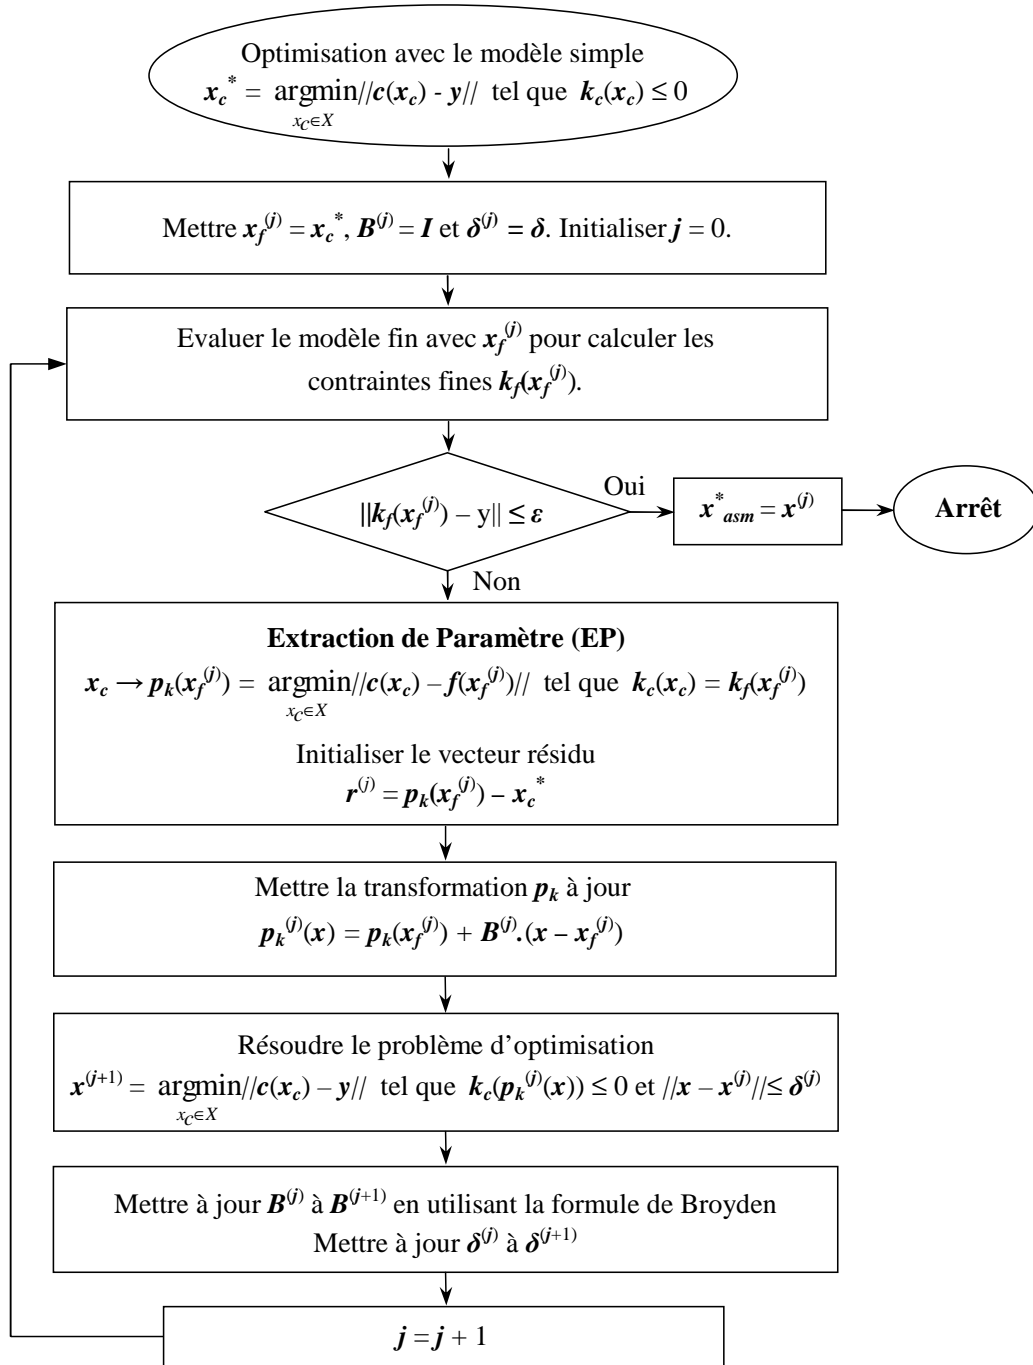 Optimisation avec le modèle simple
x_c^* = argmin//c(x_c) - y// tel que k_c(x_c) ≤ 0
x_C∈X
Mettre x_f^(j) = x_c^*, B^(j) = I et δ^(j) = δ. Initialiser j = 0.
Evaluer le modèle fin avec x_f^(j) pour calculer les
contraintes fines k_f(x_f^(j)).
||k_f(x_f^(j)) – y|| ≤ ε
Oui
x^*_asm = x^(j)
Arrêt
Non
Extraction de Paramètre (EP)
x_c → p_k(x_f^(j)) = argmin//c(x_c) – f(x_f^(j))// tel que k_c(x_c) = k_f(x_f^(j))
x_C∈X
Initialiser le vecteur résidu
r^(j) = p_k(x_f^(j)) – x_c^*
Mettre la transformation p_k à jour
p_k^(j)(x) = p_k(x_f^(j)) + B^(j).(x – x_f^(j))
Résoudre le problème d’optimisation
x^(j+1) = argmin//c(x_c) – y// tel que k_c(p_k^(j)(x)) ≤ 0 et //x – x^(j)//≤ δ^(j)
x_C∈X
Mettre à jour B^(j) à B^(j+1) en utilisant la formule de Broyden
Mettre à jour δ^(j) à δ^(j+1)
j = j + 1